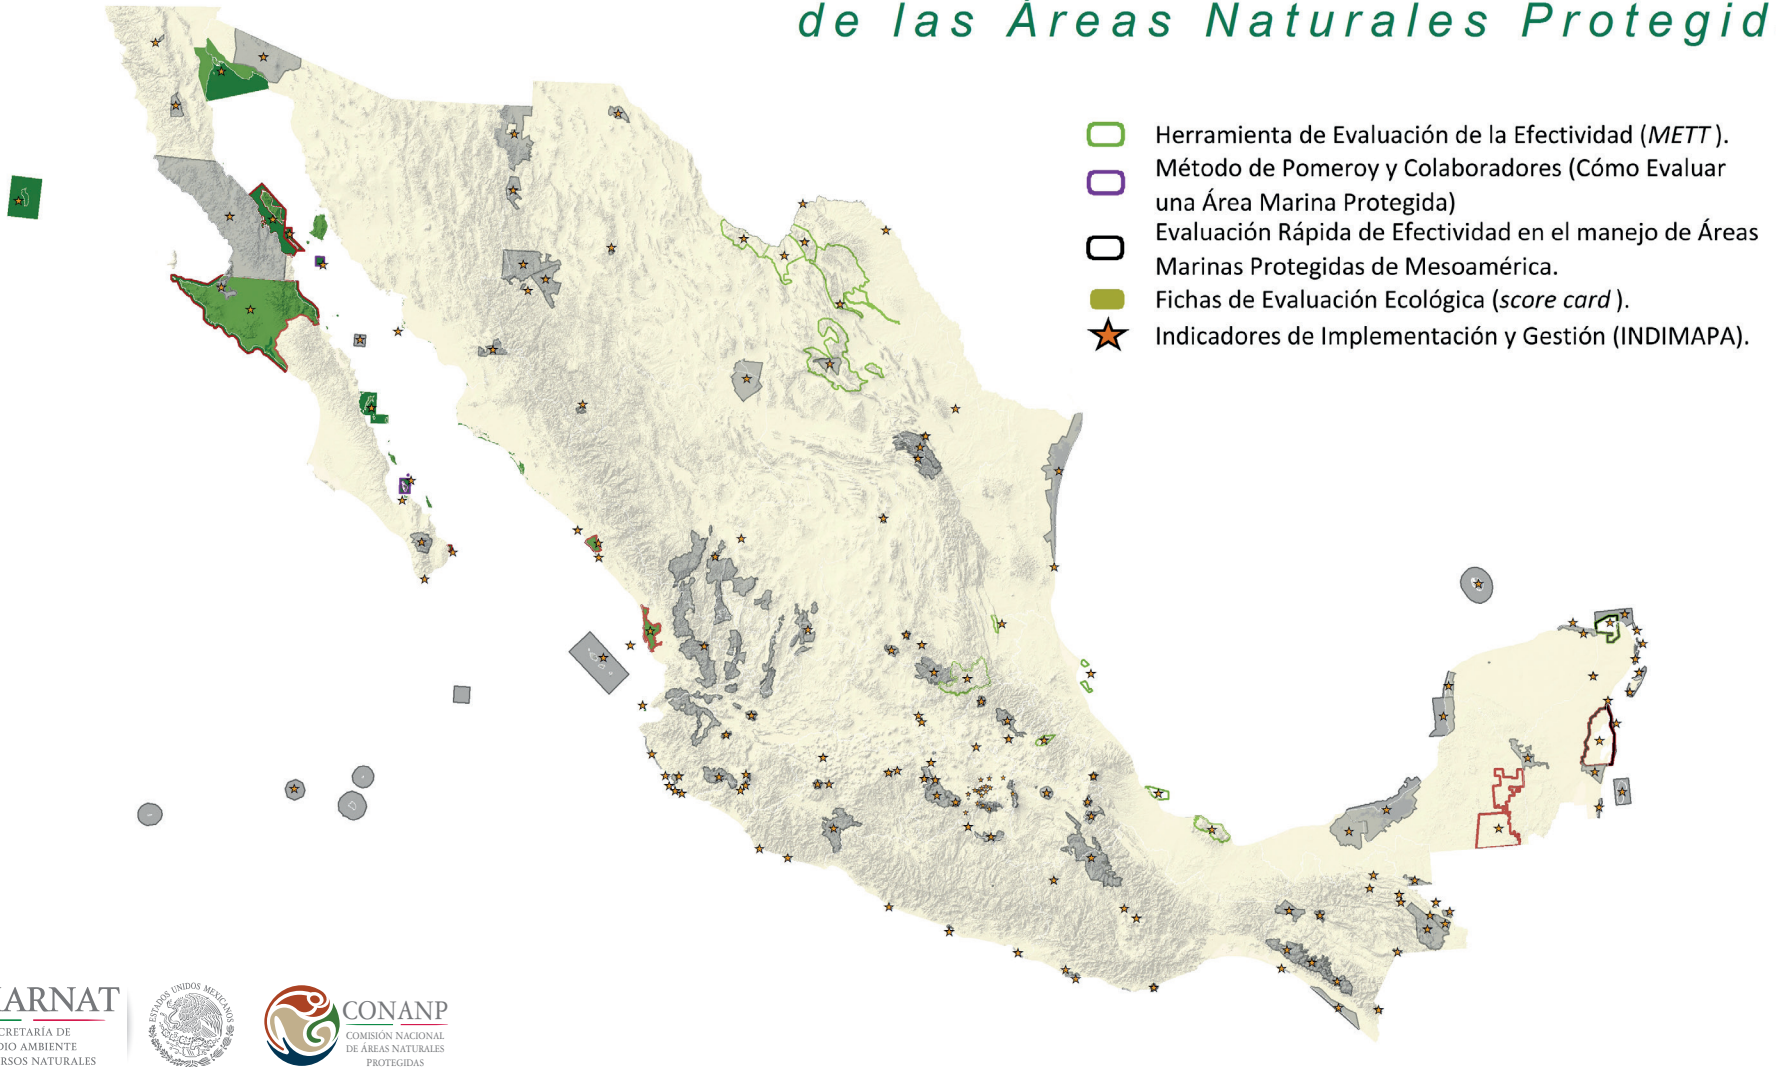 de las Áreas Naturales Protegid
Herramienta de Evaluación de la Efectividad (METT ).
Método de Pomeroy y Colaboradores (Cómo Evaluar
una Área Marina Protegida)
Evaluación Rápida de Efectividad en el manejo de Áreas
Marinas Protegidas de Mesoamérica.
Fichas de Evaluación Ecológica (score card ).
Indicadores de Implementación y Gestión (INDIMAPA).
ARNAT
CRETARÍA DE
DIO AMBIENTE
RSOS NATURALES
ESTADOS UNIDOS MEXICANOS
CONANP
COMISIÓN NACIONAL
DE ÁREAS NATURALES
PROTEGIDAS